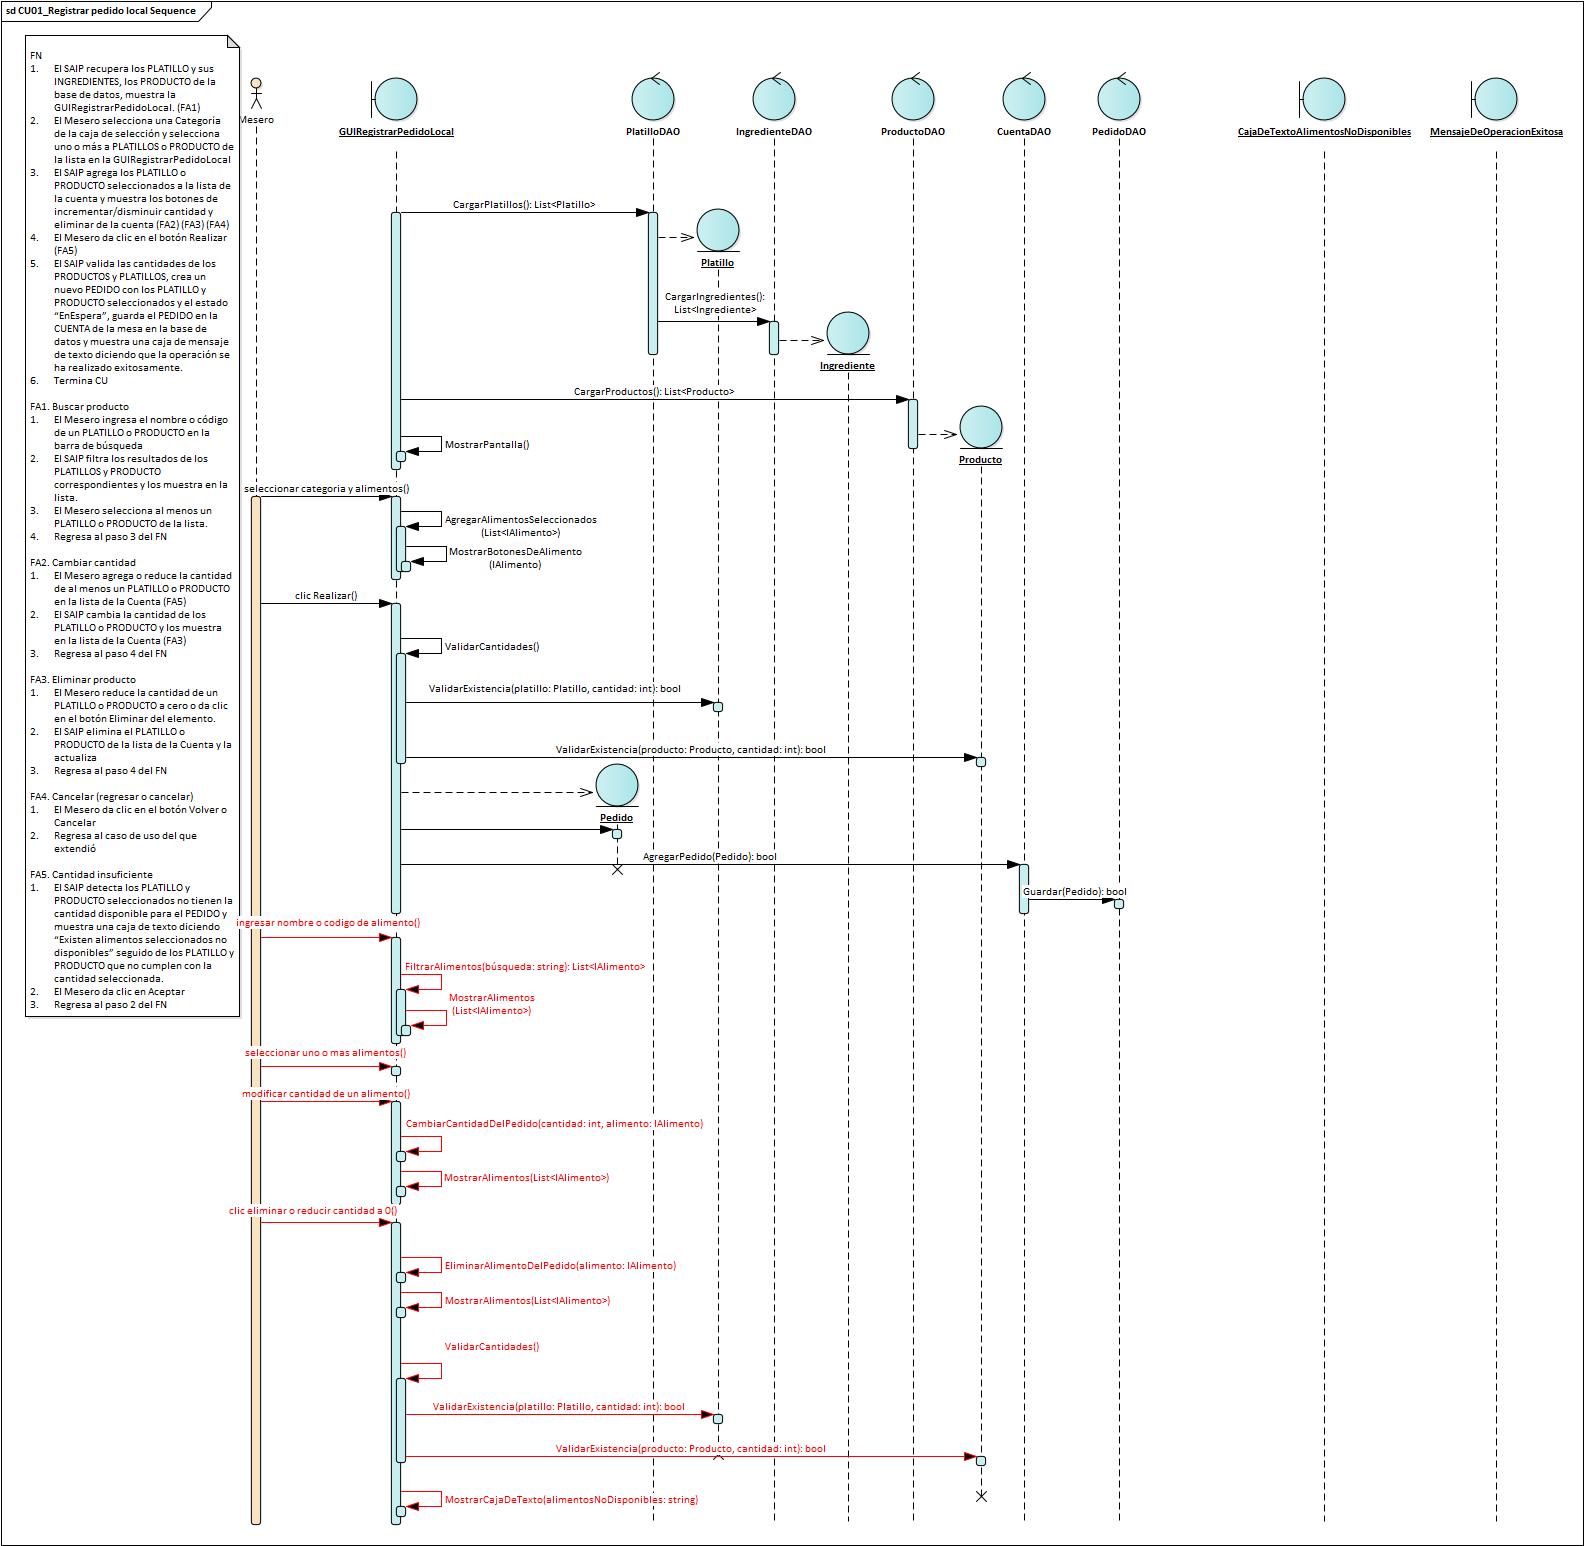 sd CU01_Registrar pedido local Sequence
FN
1. El SAIP recupera los PLATILLO y sus
INGREDIENTES, los PRODUCTO de la
base de datos, muestra la
GUIRegistrarPedidoLocal. (FA1)
2. El Mesero selecciona una Categoría
de la caja de selección y selecciona
uno o más a PLATILLOS o PRODUCTO de
la lista en la GUIRegistrarPedidoLocal
3. El SAIP agrega los PLATILLO o
PRODUCTO seleccionados a la lista de
la cuenta y muestra los botones de
incrementar/disminuir cantidad y
eliminar de la cuenta (FA2) (FA3) (FA4)
4. El Mesero da clic en el botón Realizar
(FA5)
5. El SAIP valida las cantidades de los
PRODUCTOS y PLATILLOS, crea un
nuevo PEDIDO con los PLATILLO y
PRODUCTO seleccionados y el estado
“EnEspera”, guarda el PEDIDO en la
CUENTA de la mesa en la base de
datos y muestra una caja de mensaje
de texto diciendo que la operación se
ha realizado exitosamente.
6. Termina CU
FA1. Buscar producto
1. El Mesero ingresa el nombre o código
de un PLATILLO o PRODUCTO en la
barra de búsqueda
2. El SAIP filtra los resultados de los
PLATILLOS y PRODUCTO
correspondientes y los muestra en la
lista.
3. El Mesero selecciona al menos un
PLATILLO o PRODUCTO de la lista.
4. Regresa al paso 3 del FN
FA2. Cambiar cantidad
1. El Mesero agrega o reduce la cantidad
de al menos un PLATILLO o PRODUCTO
en la lista de la Cuenta (FA5)
2. El SAIP cambia la cantidad de los
PLATILLO o PRODUCTO y los muestra
en la lista de la Cuenta (FA3)
3. Regresa al paso 4 del FN
FA3. Eliminar producto
1. El Mesero reduce la cantidad de un
PLATILLO o PRODUCTO a cero o da clic
en el botón Eliminar del elemento.
2. El SAIP elimina el PLATILLO o
PRODUCTO de la lista de la Cuenta y la
actualiza
3. Regresa al paso 4 del FN
FA4. Cancelar (regresar o cancelar)
1. El Mesero da clic en el botón Volver o
Cancelar
2. Regresa al caso de uso del que
extendió
FA5. Cantidad insuficiente
1. El SAIP detecta los PLATILLO y
PRODUCTO seleccionados no tienen la
cantidad disponible para el PEDIDO y
muestra una caja de texto diciendo
“Existen alimentos seleccionados no
disponibles” seguido de los PLATILLO y
PRODUCTO que no cumplen con la
cantidad seleccionada.
2. El Mesero da clic en Aceptar
3. Regresa al paso 2 del FN
Mesero
GUIRegistrarPedidoLocal
PlatilloDAO
IngredienteDAO
ProductoDAO
CuentaDAO
PedidoDAO
CajaDeTextoAlimentosNoDisponibles
MensajeDeOperacionExitosa
CargarPlatillos(): List<Platillo>
Platillo
CargarIngredientes():
List<Ingrediente>
Ingrediente
CargarProductos(): List<Producto>
Producto
MostrarPantalla()
seleccionar categoria y alimentos()
AgregarAlimentosSeleccionados
(List<IAlimento>)
MostrarBotonesDeAlimento
(IAlimento)
clic Realizar()
ValidarCantidades()
ValidarExistencia(platillo: Platillo, cantidad: int): bool
ValidarExistencia(producto: Producto, cantidad: int): bool
Pedido
AgregarPedido(Pedido): bool
Guardar(Pedido): bool
ingresar nombre o codigo de alimento()
FiltrarAlimentos(búsqueda: string): List<IAlimento>
MostrarAlimentos
(List<IAlimento>)
seleccionar uno o mas alimentos()
modificar cantidad de un alimento()
CambiarCantidadDelPedido(cantidad: int, alimento: IAlimento)
MostrarAlimentos(List<IAlimento>)
clic eliminar o reducir cantidad a 0()
EliminarAlimentoDelPedido(alimento: IAlimento)
MostrarAlimentos(List<IAlimento>)
ValidarCantidades()
ValidarExistencia(platillo: Platillo, cantidad: int): bool
ValidarExistencia(producto: Producto, cantidad: int): bool
MostrarCajaDeTexto(alimentosNoDisponibles: string)